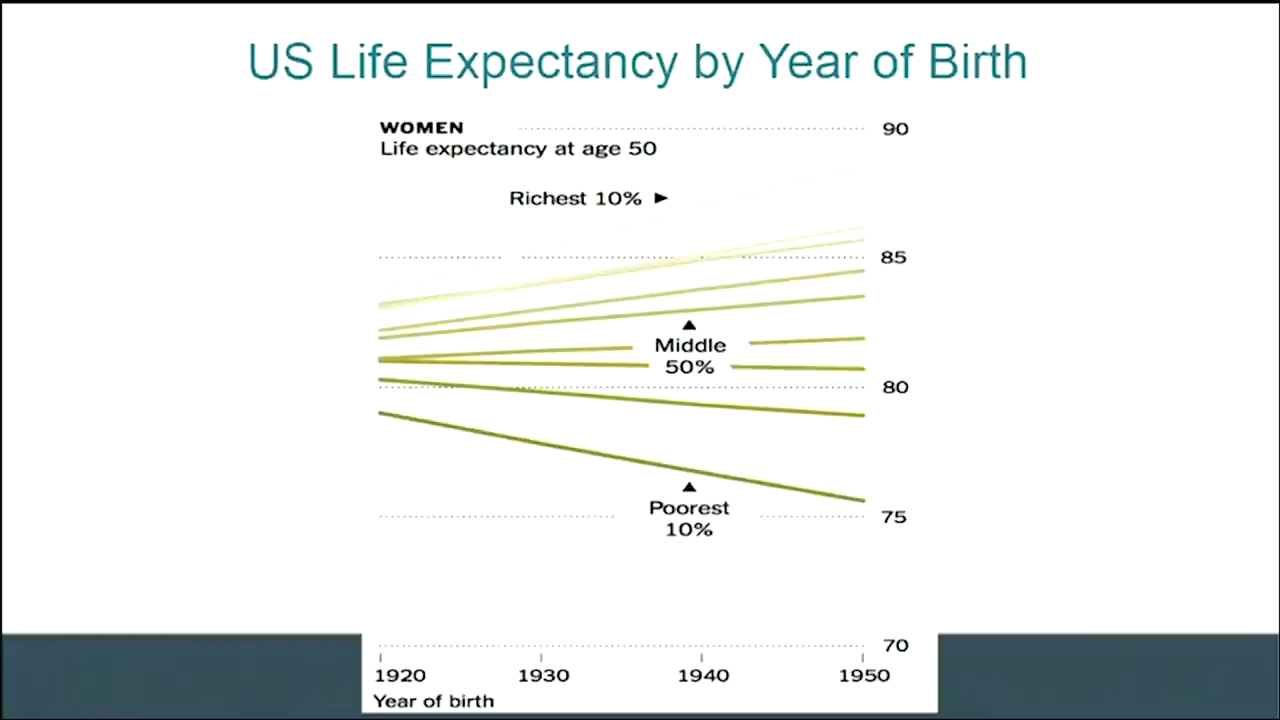 US Life Expectancy by Year of Birth
WOMEN
Life expectancy at age 50
90
Richest 10% ►
85
▲
Middle
50%
80
▲
Poorest
10%
75
70
1920 1930 1940 1950
Year of birth